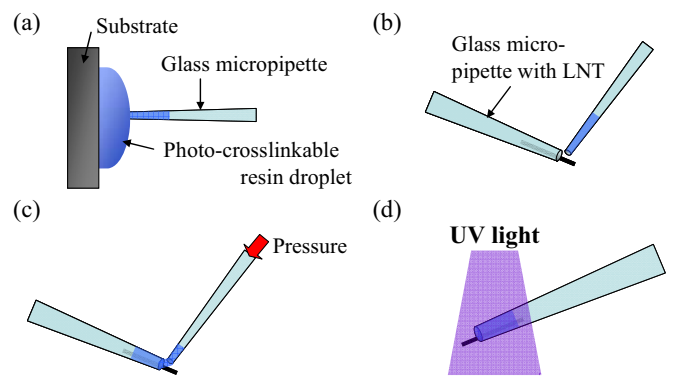 (a)
Substrate
Glass micropipette
Photo-crosslinkable
resin droplet
(b)
Glass micro-
pipette with LNT
(c)
Pressure
(d)
UV light